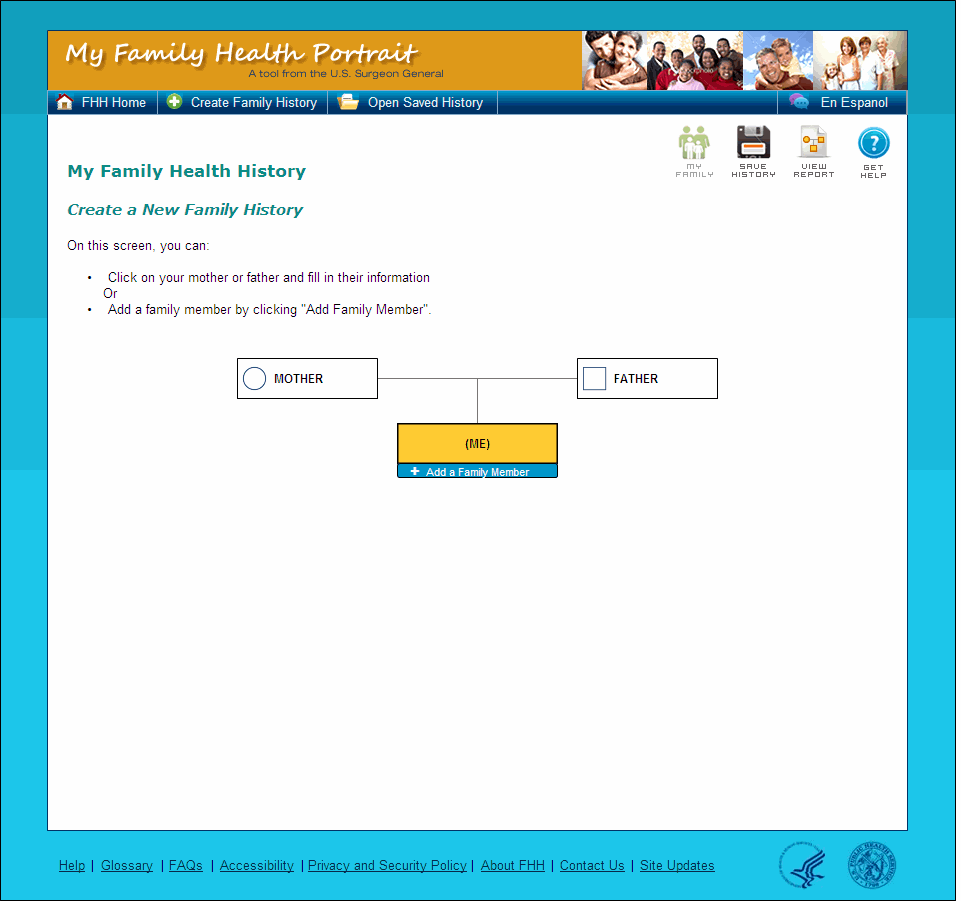 My Family Health Portrait
A tool from the U.S. Surgeon General
FHH Home
Create Family History
Open Saved History
En Espanol
MY FAMILY
SAVE HISTORY
VIEW REPORT
GET HELP
My Family Health History
Create a New Family History
On this screen, you can:
• Click on your mother or father and fill in their information
Or
• Add a family member by clicking "Add Family Member".
MOTHER
FATHER
(ME)
+ Add a Family Member
Help | Glossary | FAQs | Accessibility | Privacy and Security Policy | About FHH | Contact Us | Site Updates